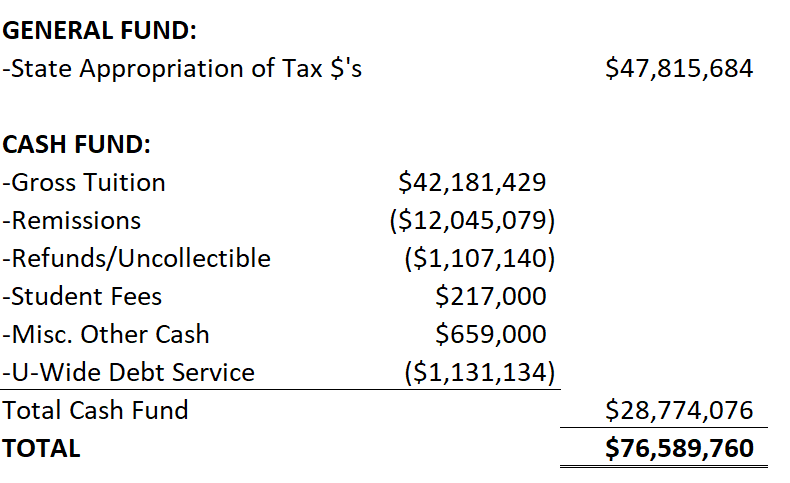 GENERAL FUND:
-State Appropriation of Tax $'s $47,815,684
CASH FUND:
-Gross Tuition $42,181,429
-Remissions ($12,045,079)
-Refunds/Uncollectible ($1,107,140)
-Student Fees $217,000
-Misc. Other Cash $659,000
-U-Wide Debt Service ($1,131,134)
Total Cash Fund $28,774,076
TOTAL $76,589,760